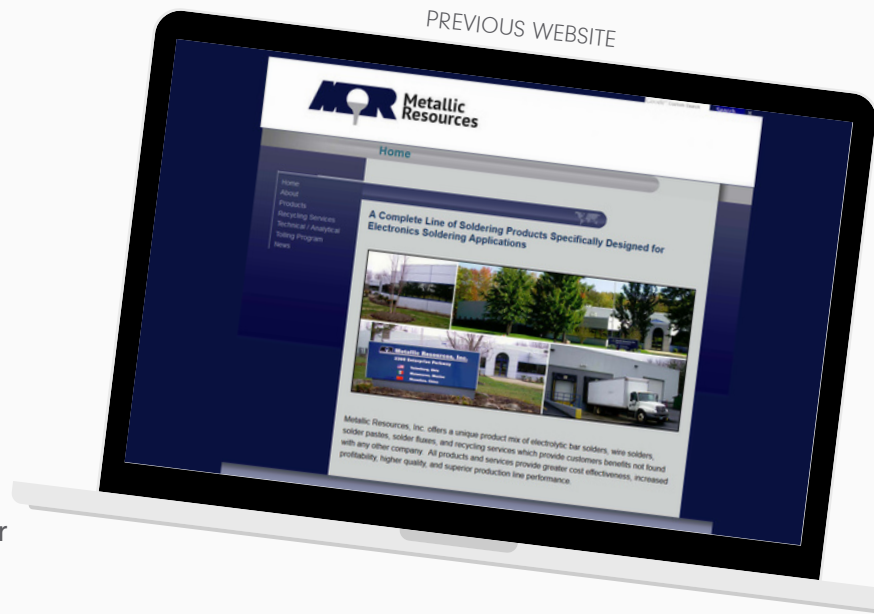 PREVIOUS WEBSITE
MR Metallic
Resources
Search
Home
Home
About
Products
Recycling Services
Technical / Analytical
Tolling Program
News
A Complete Line of Soldering Products Specifically Designed for
Electronics Soldering Applications
Metallic Resources, Inc.
Metallic Resources, Inc. offers a unique product mix of electrolytic bar solders, wire solders,
solder pastes, solder fluxes, and recycling services which provide customers benefits not found
with any other company. All products and services provide greater cost effectiveness, increased
profitability, higher quality, and superior production line performance.
r